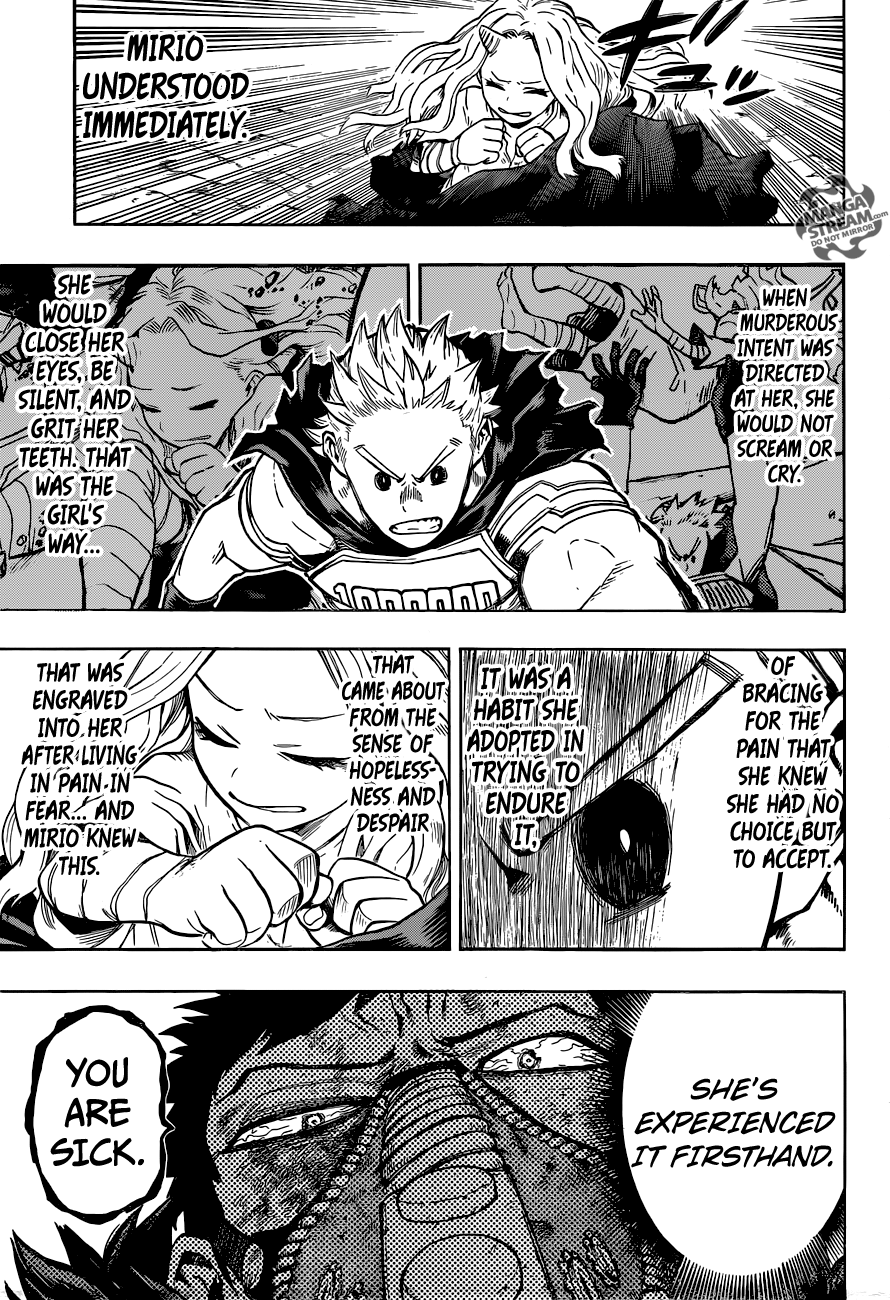 MIRIO
UNDERSTOOD
IMMEDIATELY.
MANGA
STREAM.com
DO NOT MIRROR
WHEN
MURDEROUS
INTENT WAS
DIRECTED
AT HER, SHE
WOULD NOT
SCREAM OR
CRY.
SHE
WOULD
CLOSE HER
EYES, BE
SILENT, AND
GRIT HER
TEETH. THAT
WAS THE
GIRL'S
WAY...
1000000
OF
BRACING
FOR THE
PAIN THAT
SHE KNEW
SHE HAD NO
CHOICE BUT
TO ACCEPT.
IT WAS A
HABIT SHE
ADOPTED IN
TRYING TO
ENDURE
IT,
THAT
CAME ABOUT
FROM THE
SENSE OF
HOPELESS-
NESS AND
DESPAIR
THAT WAS
ENGRAVED
INTO HER
AFTER LIVING
IN PAIN IN
FEAR... AND
MIRIO KNEW
THIS.
SHE'S
EXPERIENCED
IT FIRSTHAND.
YOU
ARE
SICK.